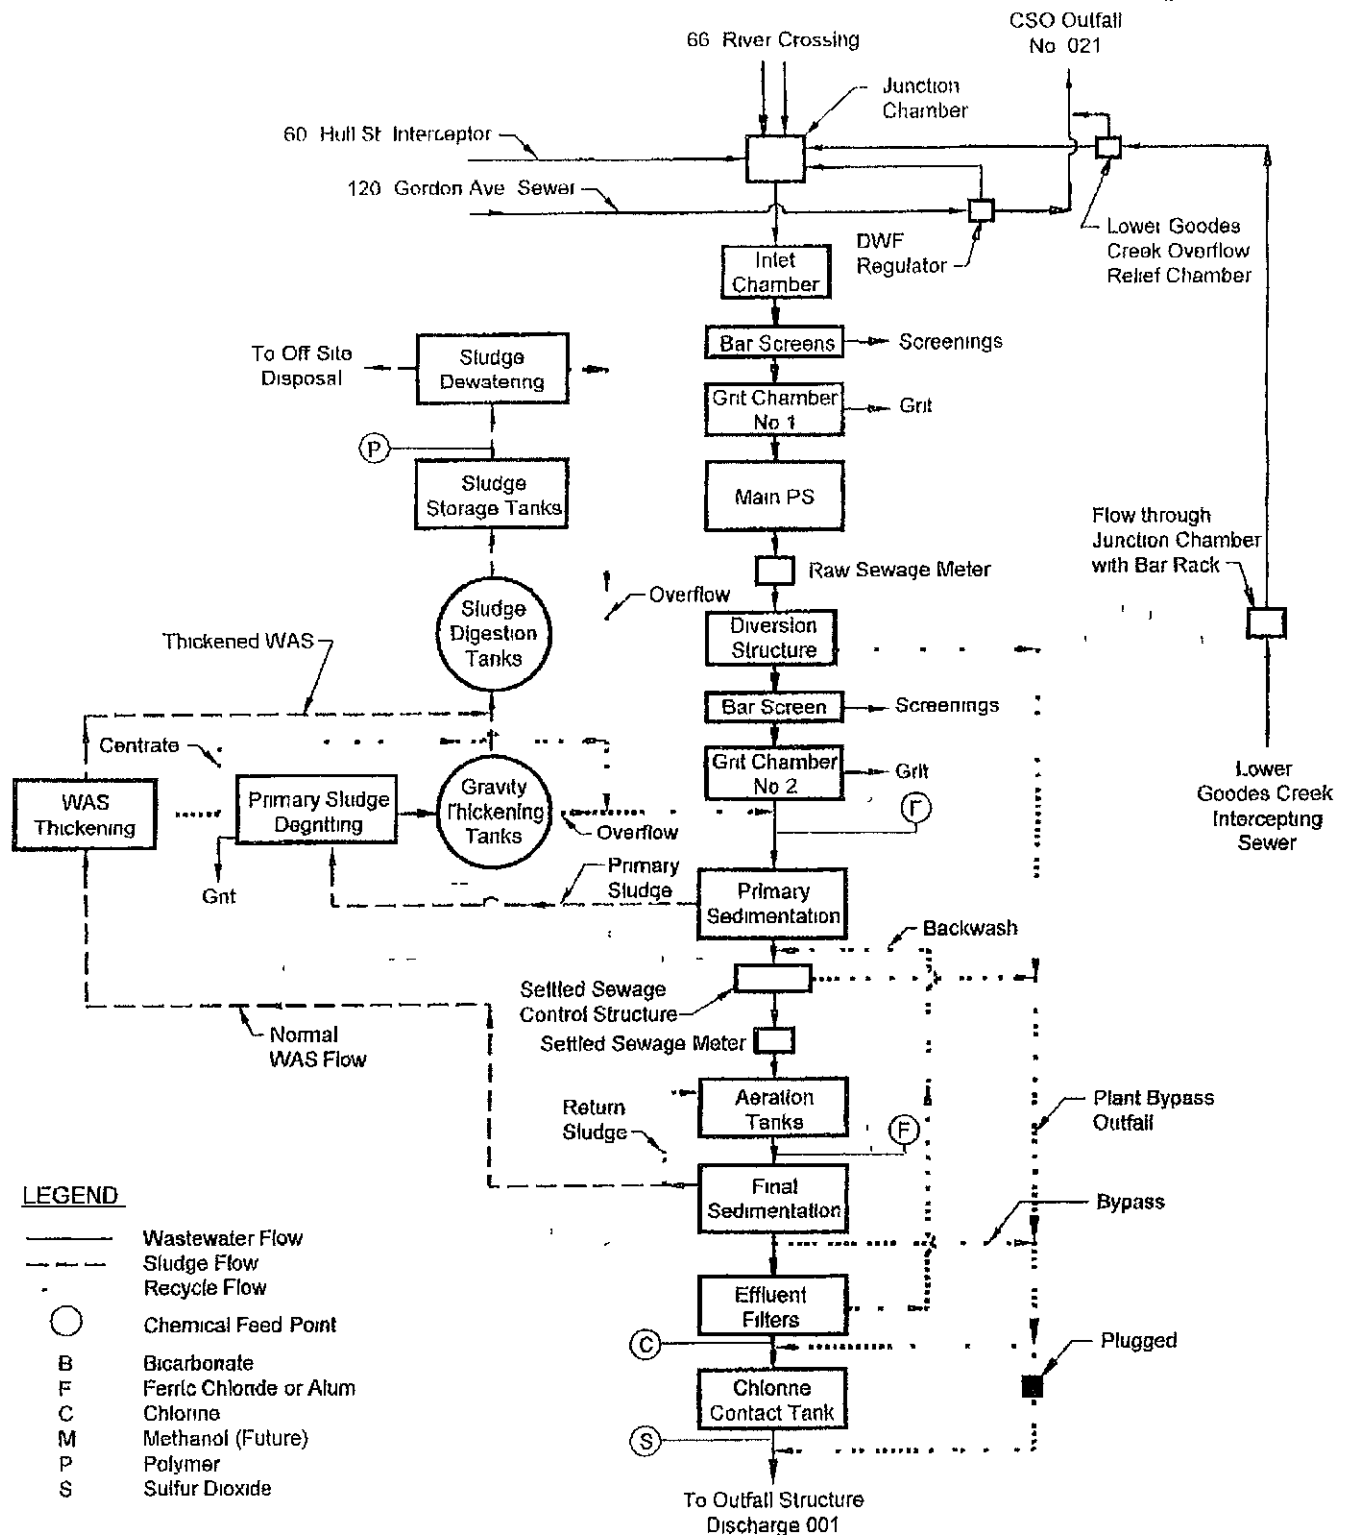 CSO Outfall
No 021
66 River Crossing
Junction
Chamber
60 Hull St Interceptor
120 Gordon Ave Sewer
DWF
Regulator
Lower Goodes
Creek Overflow
Relief Chamber
Inlet
Chamber
To Off Site
Disposal
Sludge
Dewatering
Bar Screens
Screenings
Grit Chamber
No 1
Grit
P
Sludge
Storage Tanks
Main PS
Flow through
Junction Chamber
with Bar Rack
Raw Sewage Meter
Overflow
Sludge
Digestion
Tanks
Diversion
Structure
Thickened WAS
Bar Screen
Screenings
Centrate
Grit Chamber
No 2
Grit
Lower
Goodes Creek
Intercepting
Sewer
WAS
Thickening
Primary Sludge
Degritting
Gravity
Thickening
Tanks
Overflow
F
Grit
Primary
Sludge
Primary
Sedimentation
Backwash
Settled Sewage
Control Structure
Normal
WAS Flow
Settled Sewage Meter
Aeration
Tanks
Return
Sludge
F
Plant Bypass
Outfall
Final
Sedimentation
Bypass
LEGEND
Wastewater Flow
Sludge Flow
Recycle Flow
Chemical Feed Point
B Bicarbonate
F Ferric Chloride or Alum
C Chlorine
M Methanol (Future)
P Polymer
S Sulfur Dioxide
Effluent
Filters
C
Plugged
Chlorine
Contact Tank
S
To Outfall Structure
Discharge 001